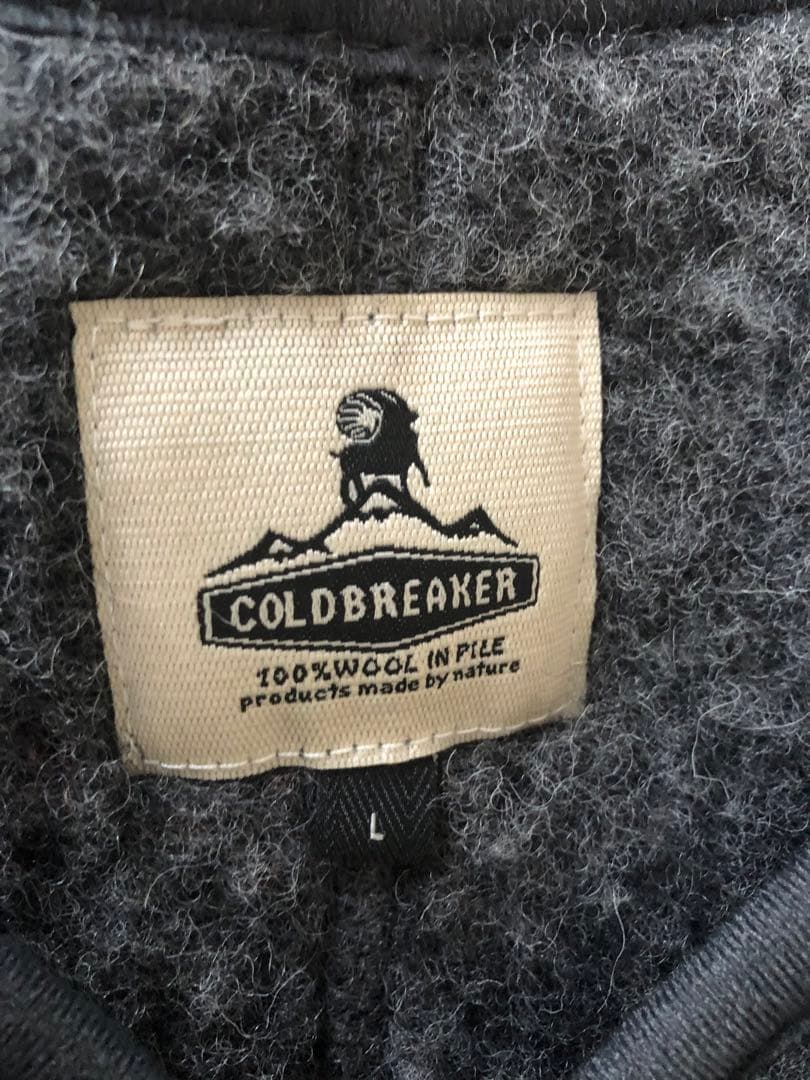 COLDBREAKER
100%WOOL IN PILE
products made by nature
L